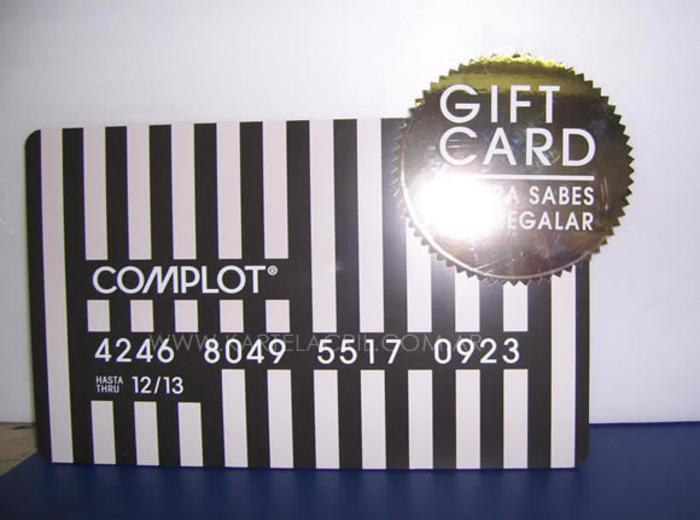 GIFT
CARD
SABES
REGALAR
COMPLOT®
WWW.KARTELACRIL.COM.AR
4246 8049 5517 0923
HASTA
THRU 12/13